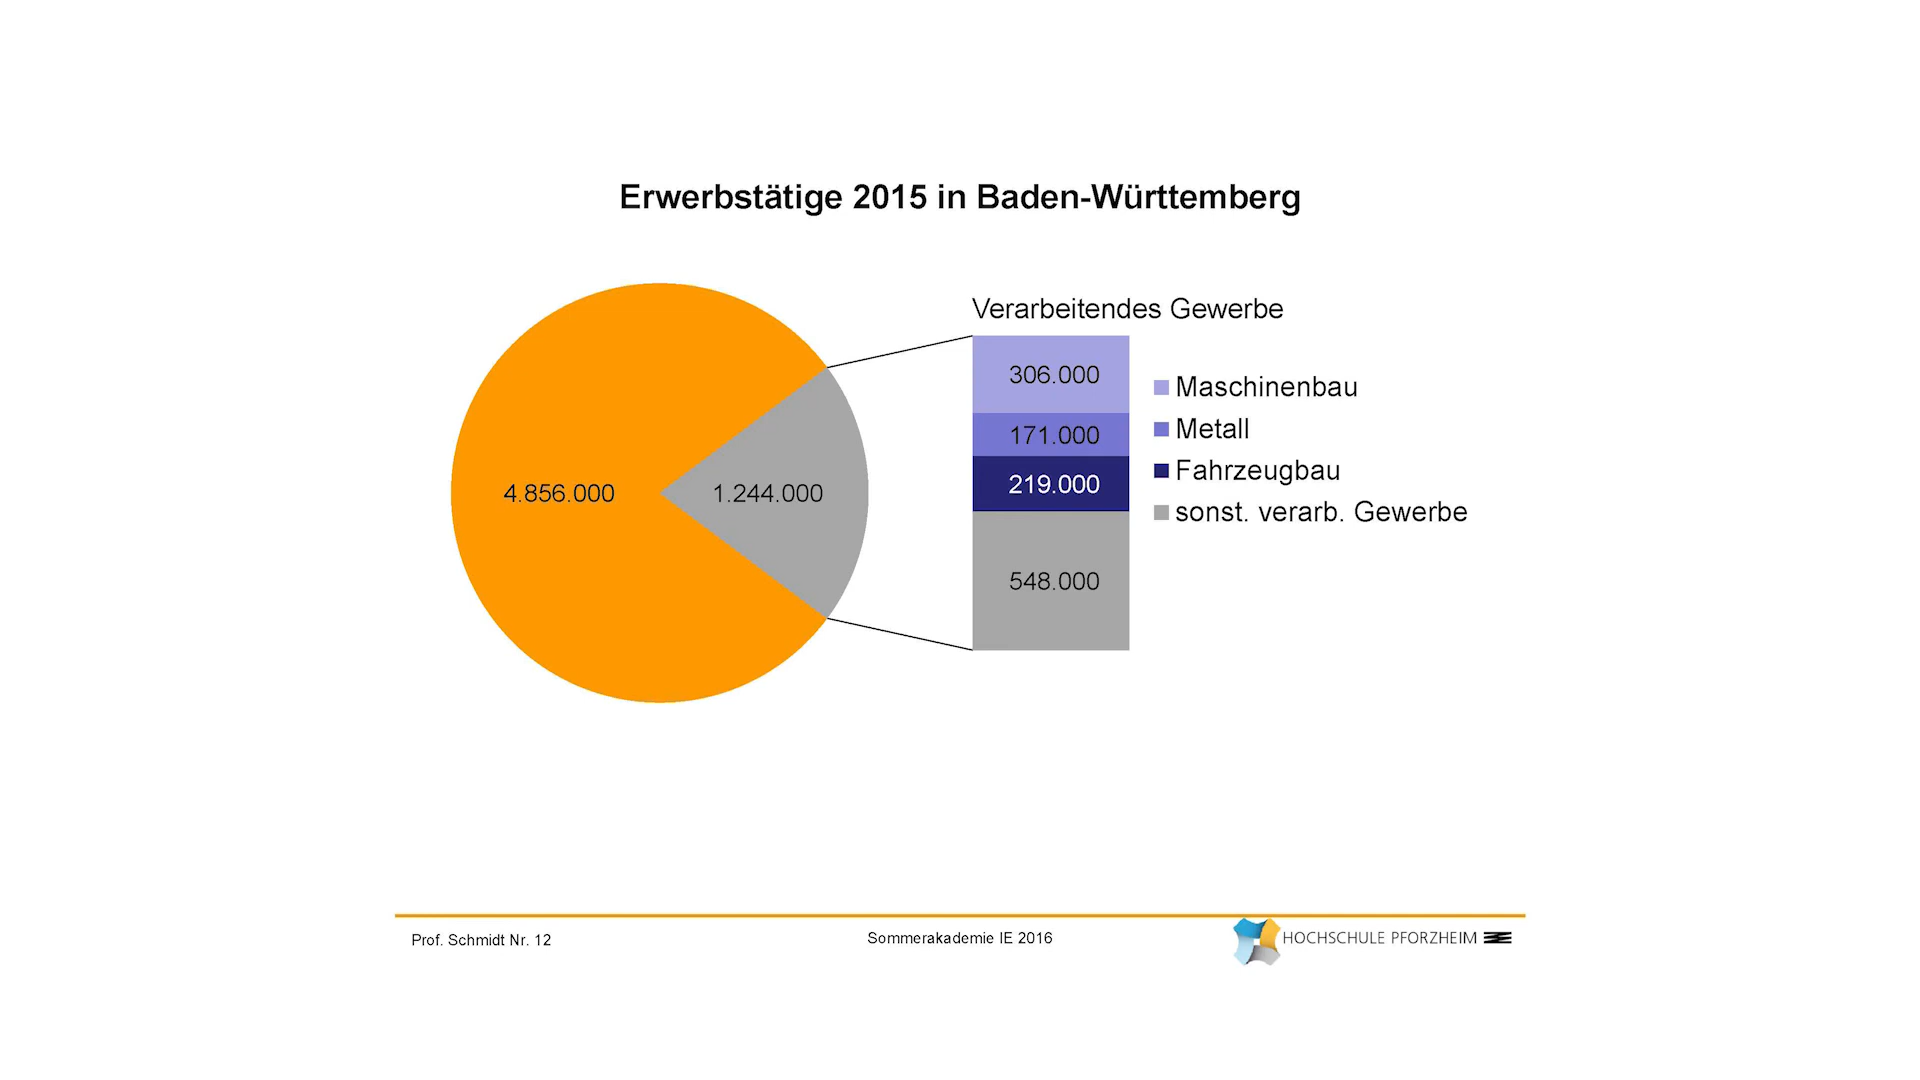 Erwerbstätige 2015 in Baden-Württemberg
4.856.000
1.244.000
Verarbeitendes Gewerbe
306.000
171.000
219.000
548.000
Maschinenbau
Metall
Fahrzeugbau
sonst. verarb. Gewerbe
Prof. Schmidt Nr. 12
Sommerakademie IE 2016
HOCHSCHULE PFORZHEIM